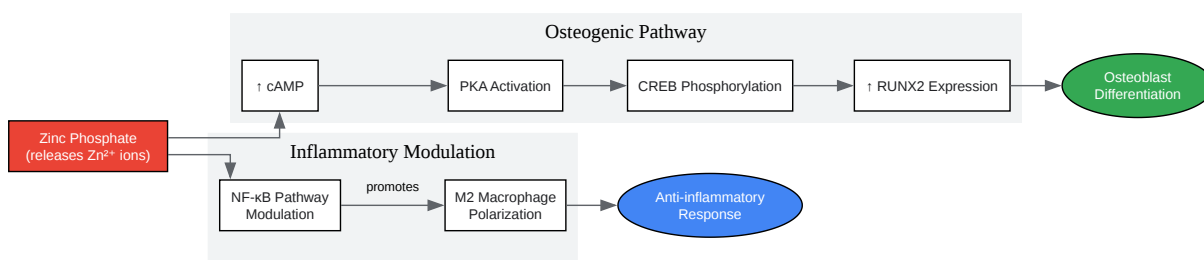 Osteogenic Pathway
↑ cAMP
PKA Activation
CREB Phosphorylation
↑ RUNX2 Expression
Osteoblast
Differentiation
Zinc Phosphate
(releases Zn²⁺ ions)
Inflammatory Modulation
NF-κB Pathway
Modulation
promotes
M2 Macrophage
Polarization
Anti-inflammatory
Response